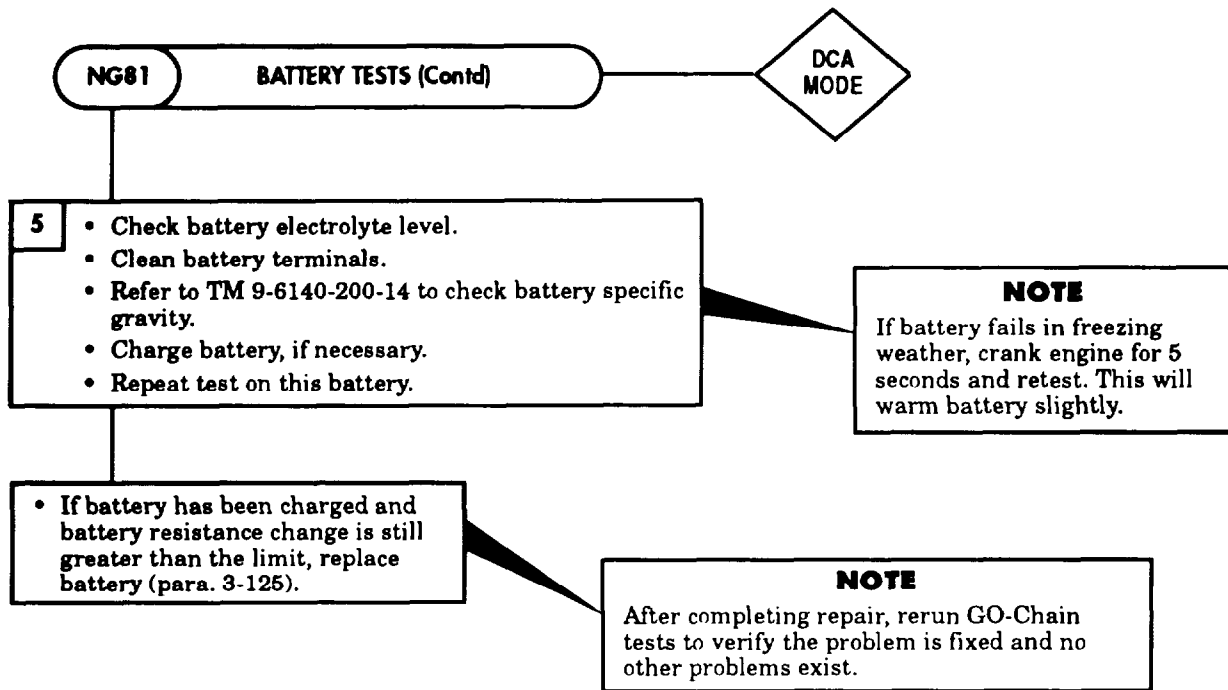 NG81
BATTERY TESTS (Contd)
DCA
MODE
5
• Check battery electrolyte level.
• Clean battery terminals.
• Refer to TM 9-6140-200-14 to check battery specific
gravity.
• Charge battery, if necessary.
• Repeat test on this battery.
NOTE
If battery fails in freezing
weather, crank engine for 5
seconds and retest. This will
warm battery slightly.
• If battery has been charged and
battery resistance change is still
greater than the limit, replace
battery (para. 3-125).
NOTE
After completing repair, rerun GO-Chain
tests to verify the problem is fixed and no
other problems exist.